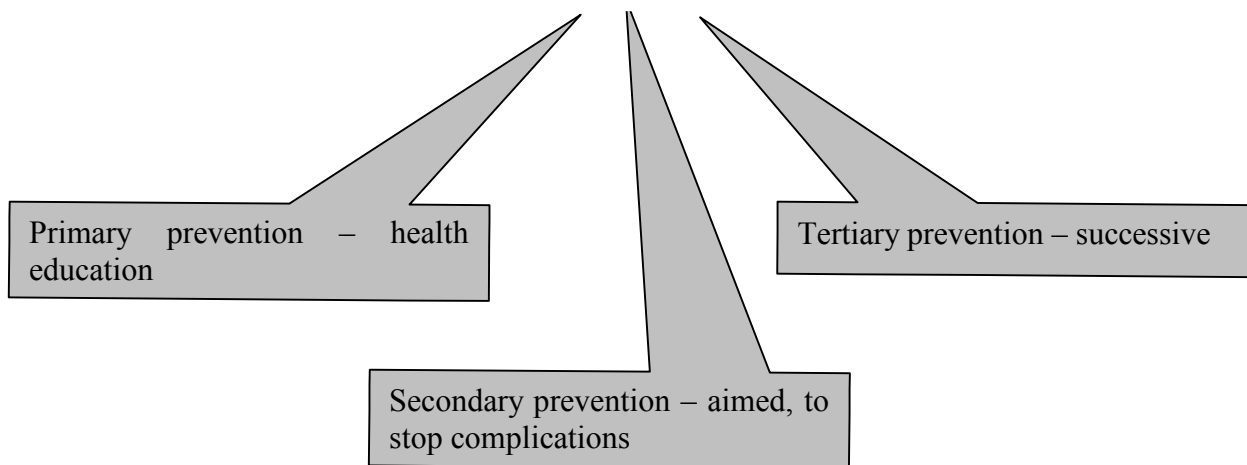 Primary prevention – health
education
Tertiary prevention – successive
Secondary prevention – aimed, to
stop complications